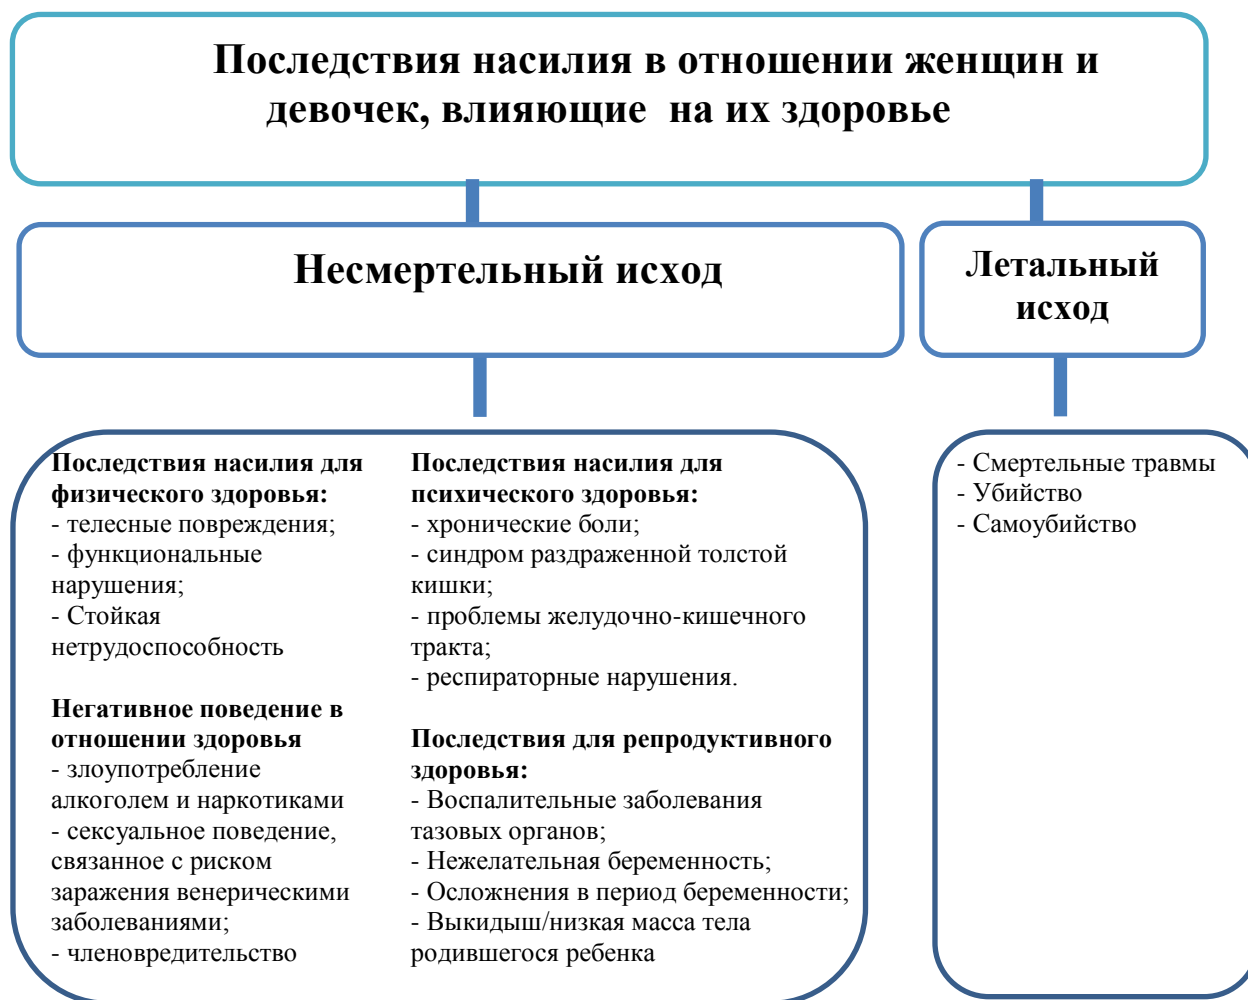 Последствия насилия в отношении женщин и
девочек, влияющие на их здоровье
Несмертельный исход
Летальный
исход
Последствия насилия для
физического здоровья:
- телесные повреждения;
- функциональные
нарушения;
- Стойкая
нетрудоспособность
Негативное поведение в
отношении здоровья
- злоупотребление
алкоголем и наркотиками
- сексуальное поведение,
связанное с риском
заражения венерическими
заболеваниями;
- членовредительство
Последствия насилия для
психического здоровья:
- хронические боли;
- синдром раздраженной толстой
кишки;
- проблемы желудочно-кишечного
тракта;
- респираторные нарушения.
Последствия для репродуктивного
здоровья:
- Воспалительные заболевания
тазовых органов;
- Нежелательная беременность;
- Осложнения в период беременности;
- Выкидыш/низкая масса тела
родившегося ребенка
- Смертельные травмы
- Убийство
- Самоубийство